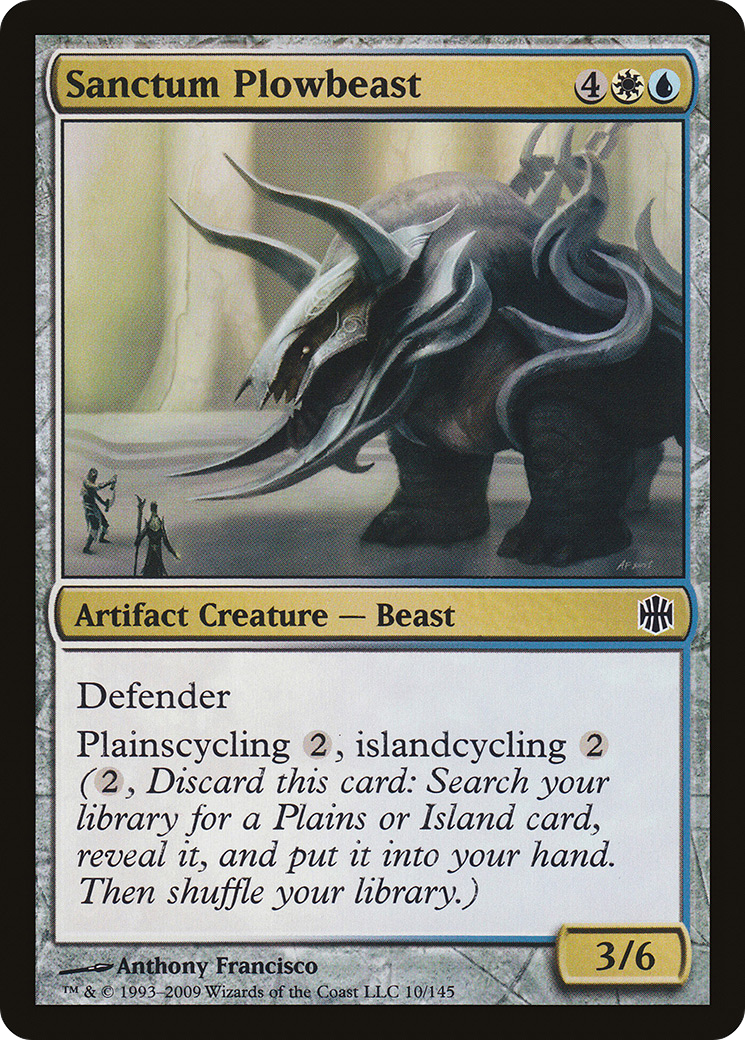 Sanctum Plowbeast 4
Artifact Creature — Beast
Defender
Plainscycling 2, islandcycling 2
(2, Discard this card: Search your
library for a Plains or Island card,
reveal it, and put it into your hand.
Then shuffle your library.)
3/6
Anthony Francisco
™ & © 1993–2009 Wizards of the Coast LLC 10/145